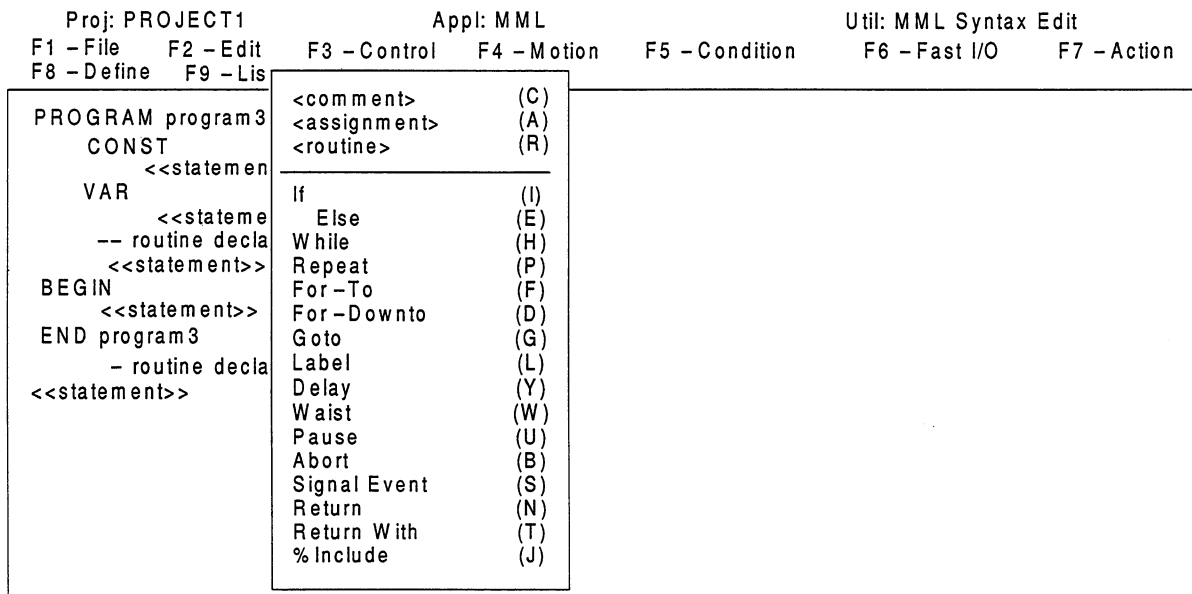 Proj: PROJECT1 Appl: MML Util: MML Syntax Edit
F1 –File F2 –Edit F3 –Control F4 –Motion F5 –Condition F6 –Fast I/O F7 –Action
F8 –Define F9 –Lis
PROGRAM program3
CONST
<<statemen
VAR
<<stateme
–– routine decla
<<statement>>
BEGIN
<<statement>>
END program3
– routine decla
<<statement>>
<comment> (C)
<assignment> (A)
<routine> (R)
If (I)
Else (E)
While (H)
Repeat (P)
For–To (F)
For–Downto (D)
Goto (G)
Label (L)
Delay (Y)
Waist (W)
Pause (U)
Abort (B)
Signal Event (S)
Return (N)
Return With (T)
%Include (J)